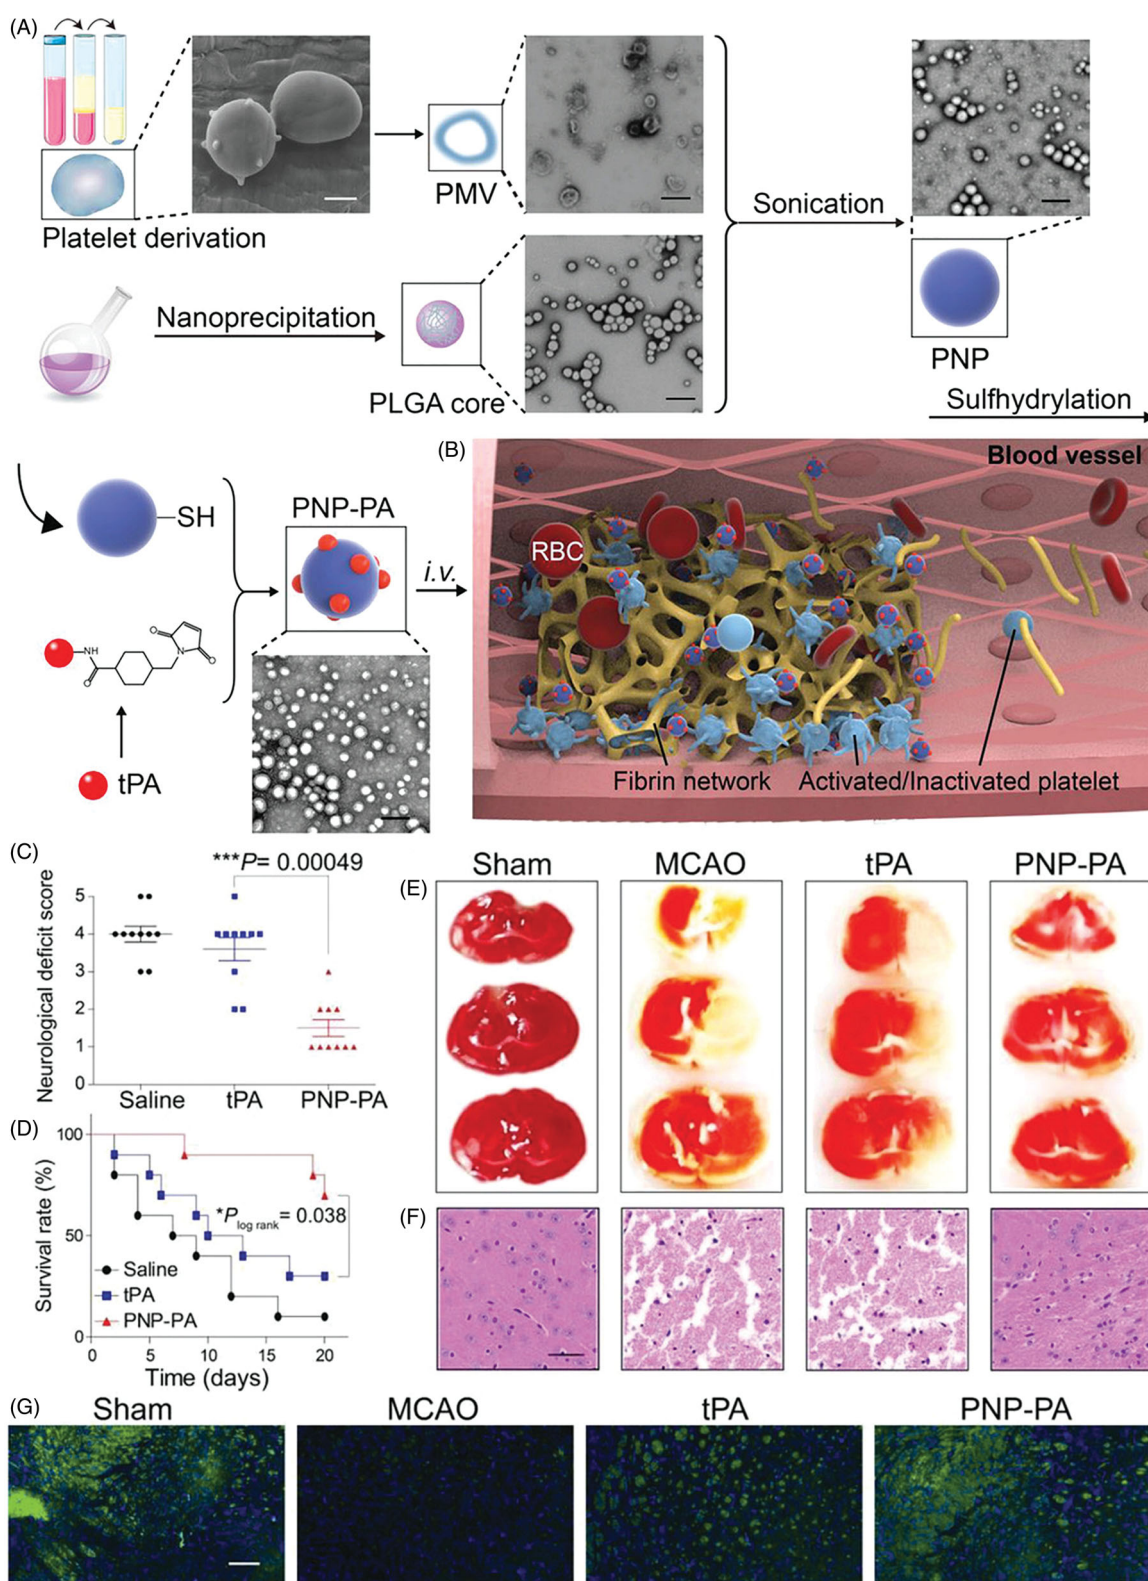 (A)
Platelet derivation
PMV
Sonication
Nanoprecipitation
PLGA core
PNP
Sulfhydrylation
SH
PNP-PA
i.v.
NH
O
O
N
O
tPA
(B)
Blood vessel
RBC
Fibrin network
Activated/Inactivated platelet
(C)
***P= 0.00049
Neurological deficit score
5
4
3
2
1
0
Saline
tPA
PNP-PA
(D)
Survival rate (%)
100
50
0
*P log rank = 0.038
Saline
tPA
PNP-PA
0
5
10
15
20
Time (days)
(E)
Sham
MCAO
tPA
PNP-PA
(F)
(G)
Sham
MCAO
tPA
PNP-PA